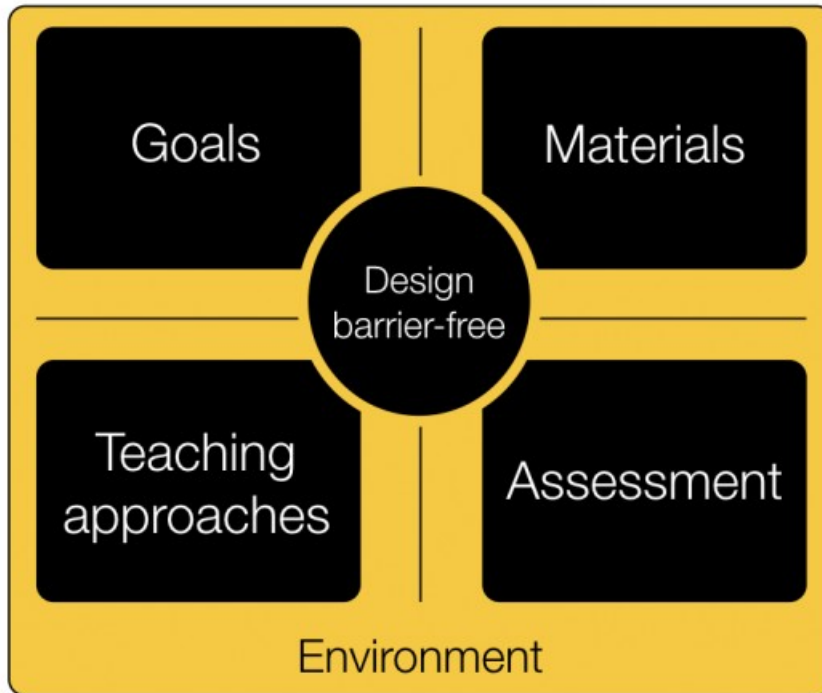 Goals
Materials
Design
barrier-free
Teaching
approaches
Assessment
Environment